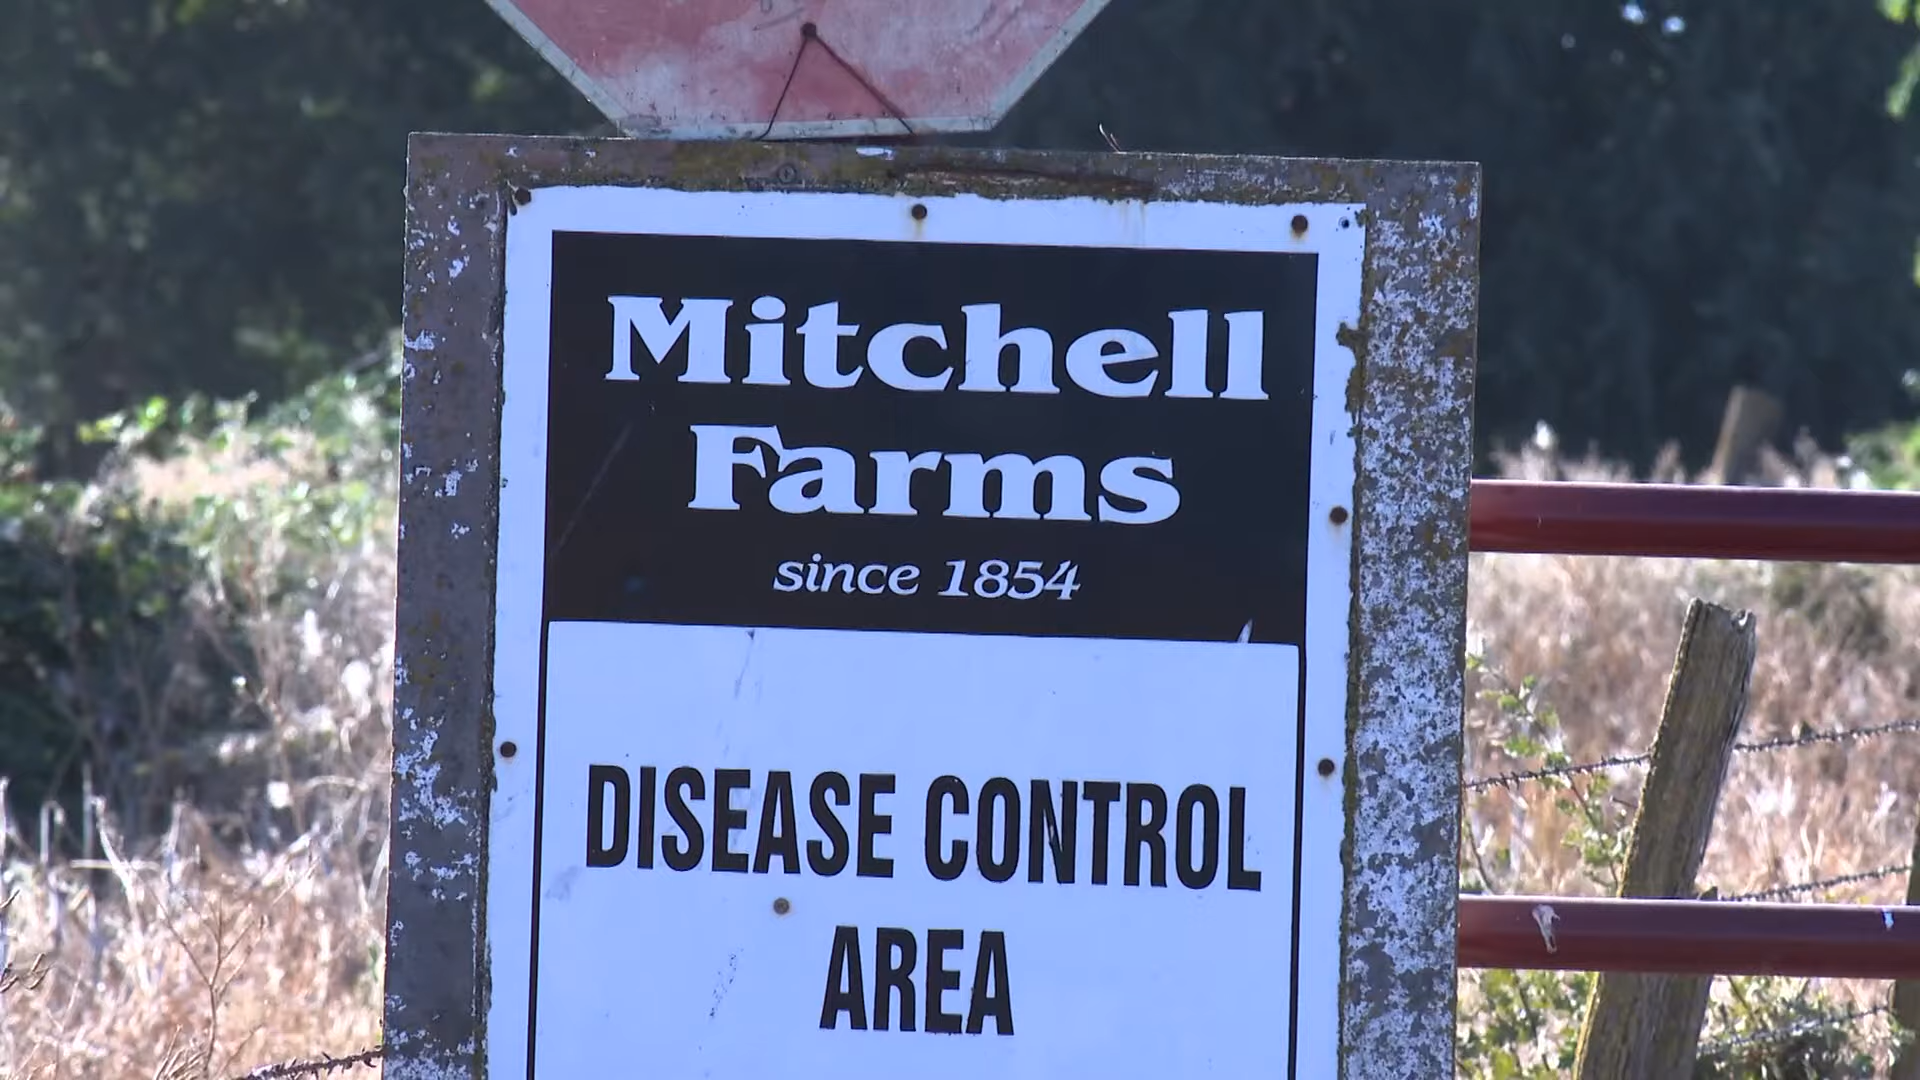 Mitchell
Farms
since 1854
DISEASE CONTROL
AREA